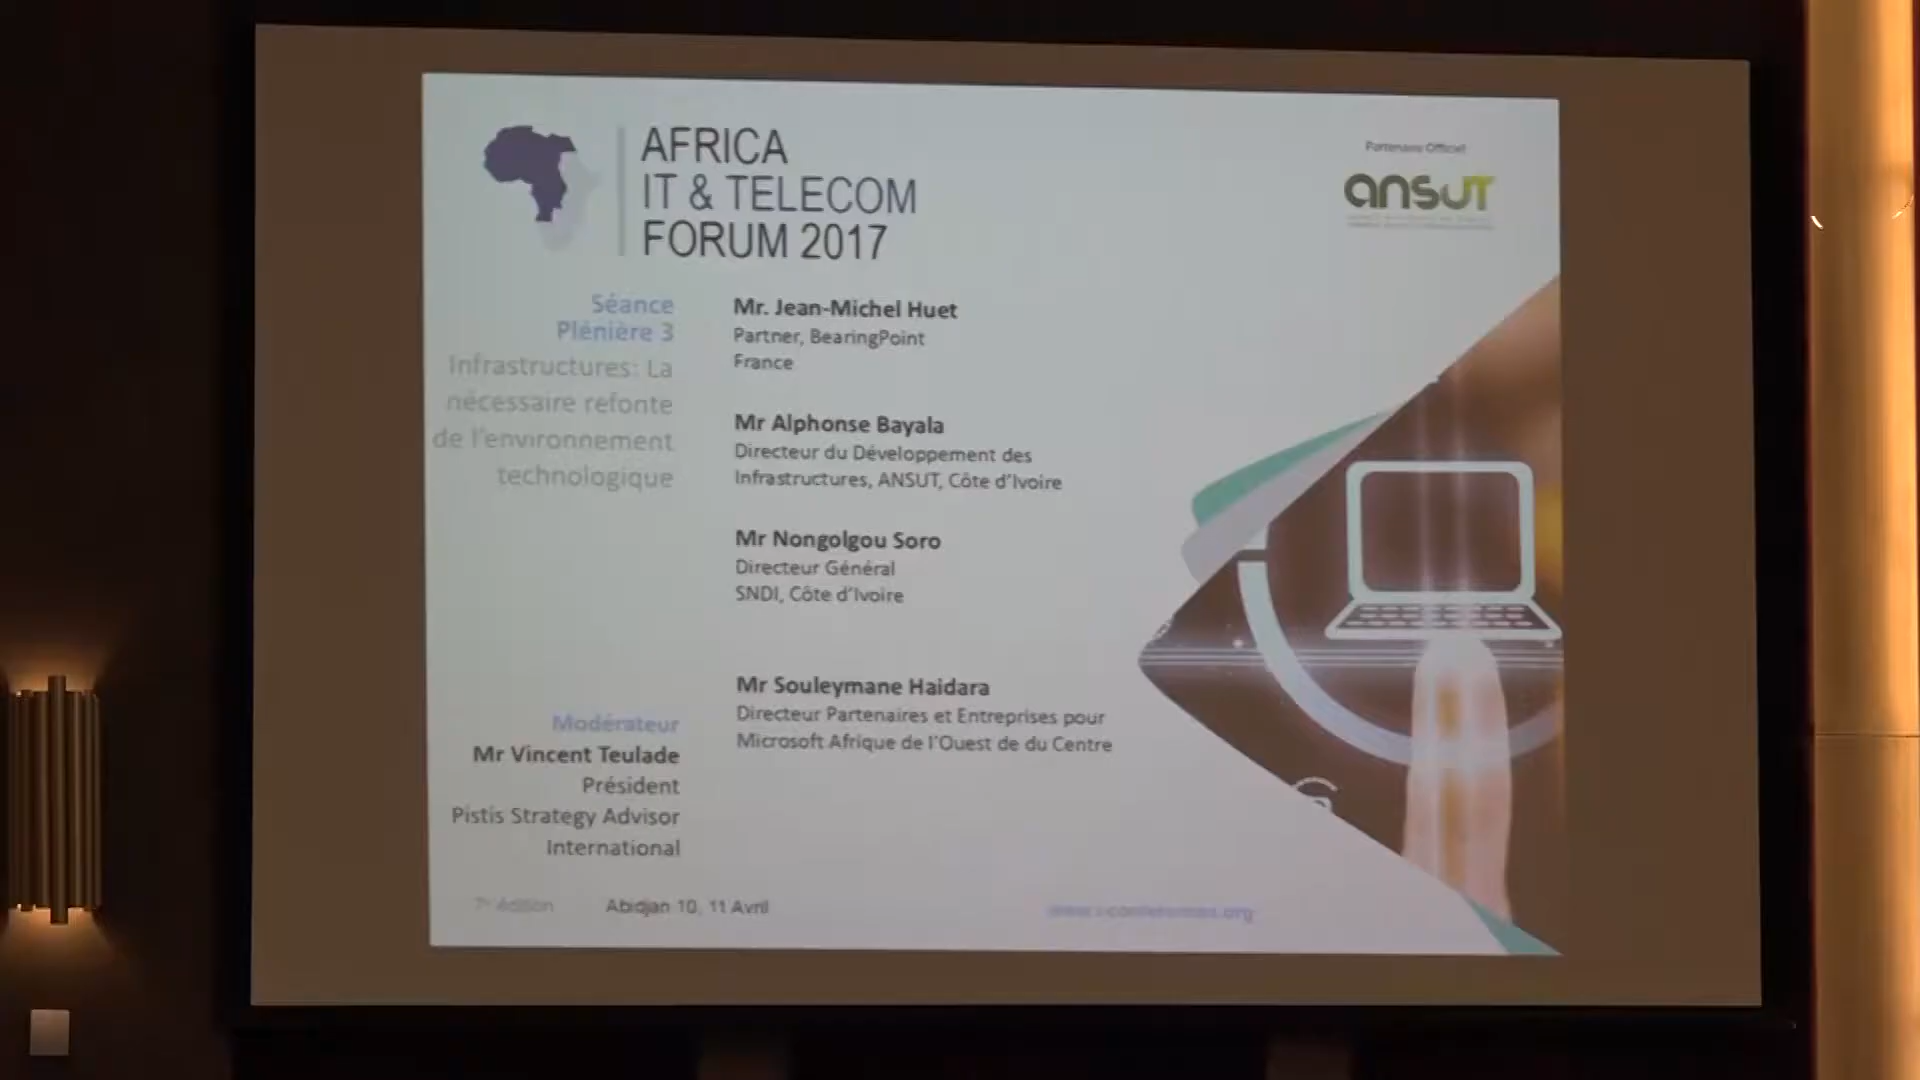 AFRICA
IT & TELECOM
FORUM 2017
Partenaire Officiel
ansut
Séance
Plénière 3
Infrastructures: La
nécessaire refonte
de l'environnement
technologique
Mr. Jean-Michel Huet
Partner, BearingPoint
France
Mr Alphonse Bayala
Directeur du Développement des
Infrastructures, ANSUT, Côte d'Ivoire
Mr Nongolgou Soro
Directeur Général
SNDI, Côte d'Ivoire
Mr Souleymane Haidara
Directeur Partenaires et Entreprises pour
Microsoft Afrique de l'Ouest de du Centre
Modérateur
Mr Vincent Teulade
Président
Pistis Strategy Advisor
International
7e édition
Abidjan 10, 11 Avril